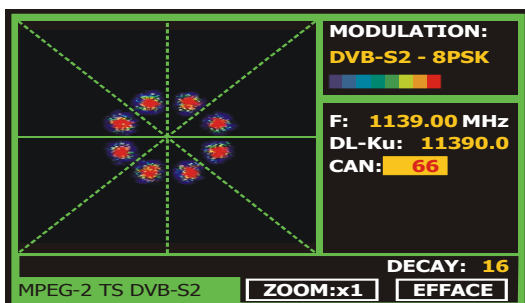 MODULATION:
DVB-S2 - 8PSK
F: 1139.00 MHz
DL-Ku: 11390.0
CAN: 66
DECAY: 16
MPEG-2 TS DVB-S2 ZOOM:x1 EFFACE